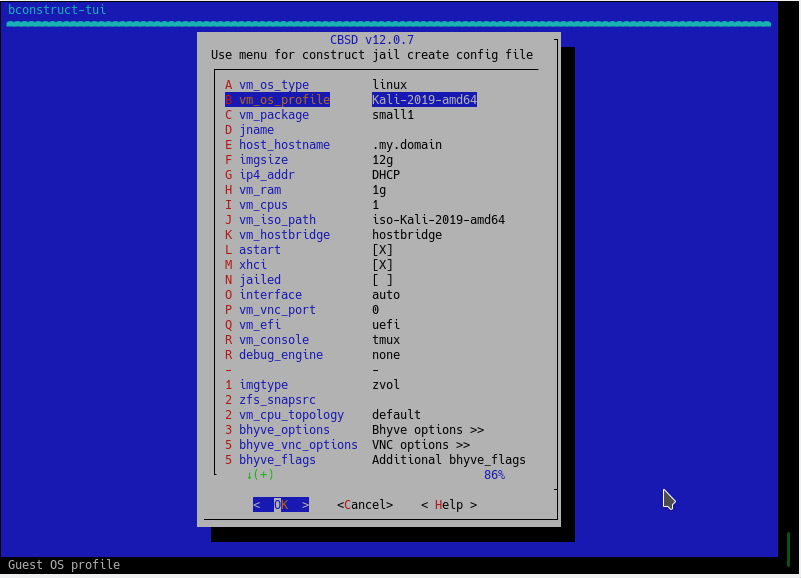 bconstruct-tui
CBSD v12.0.7
Use menu for construct jail create config file
A vm_os_type linux
B vm_os_profile Kali-2019-amd64
C vm_package small1
D jname
E host_hostname .my.domain
F imgsize 12g
G ip4_addr DHCP
H vm_ram 1g
I vm_cpus 1
J vm_iso_path iso-Kali-2019-amd64
K vm_hostbridge hostbridge
L astart [X]
M xhci [X]
N jailed [ ]
O interface auto
P vm_vnc_port 0
Q vm_efi uefi
R vm_console tmux
R debug_engine none
- -
1 imgtype zvol
2 zfs_snapsrc
2 vm_cpu_topology default
3 bhyve_options Bhyve options >>
5 bhyve_vnc_options VNC options >>
5 bhyve_flags Additional bhyve_flags
↓(+) 86%
< OK > <Cancel> < Help >
Guest OS profile